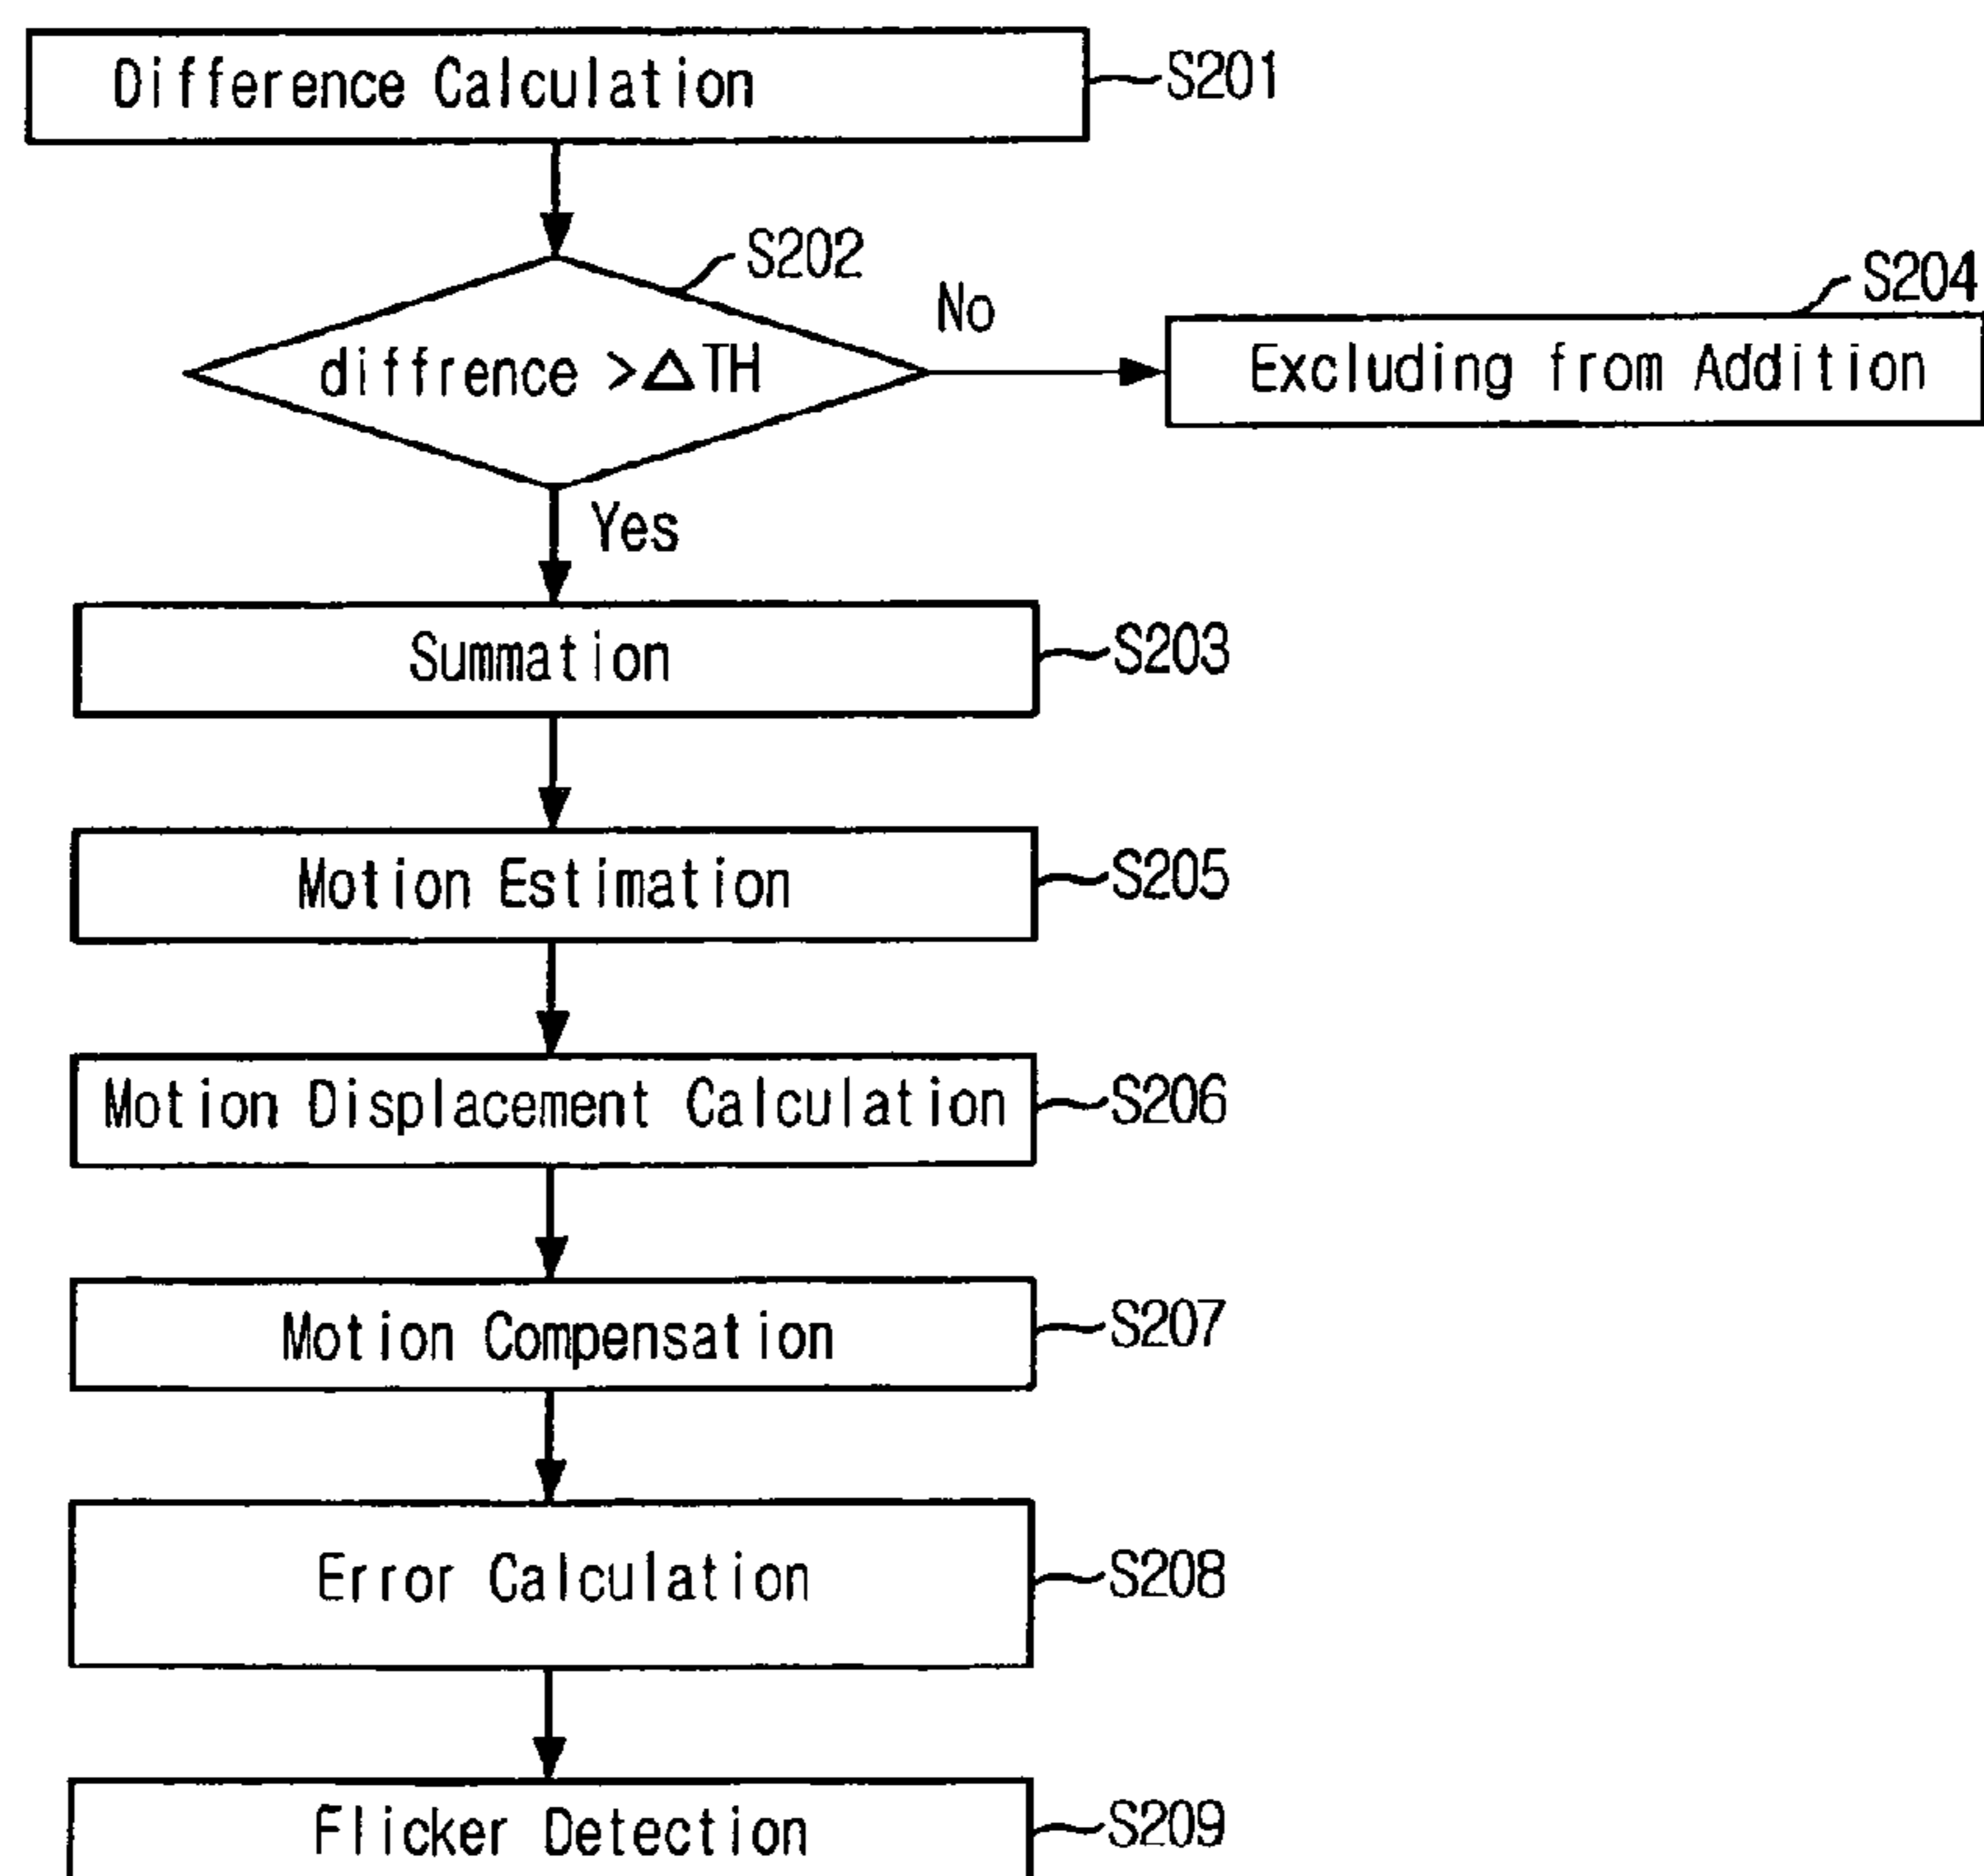 Difference Calculation
S201
S202
diffrence >△TH
No
S204
Excluding from Addition
Yes
Summation
S203
Motion Estimation
S205
Motion Displacement Calculation
S206
Motion Compensation
S207
Error Calculation
S208
Flicker Detection
S209